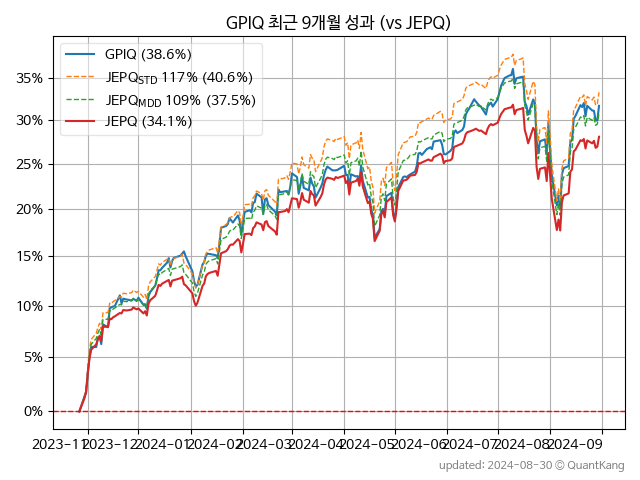 GPIQ 최근 9개월 성과 (vs JEPQ)
GPIQ (38.6%)
JEPQSTD 117% (40.6%)
JEPQMDD 109% (37.5%)
JEPQ (34.1%)
35%
30%
25%
20%
15%
10%
5%
0%
2023-11 2023-12 2024-01 2024-02 2024-03 2024-04 2024-05 2024-06 2024-07 2024-08 2024-09
updated: 2024-08-30 © QuantKang